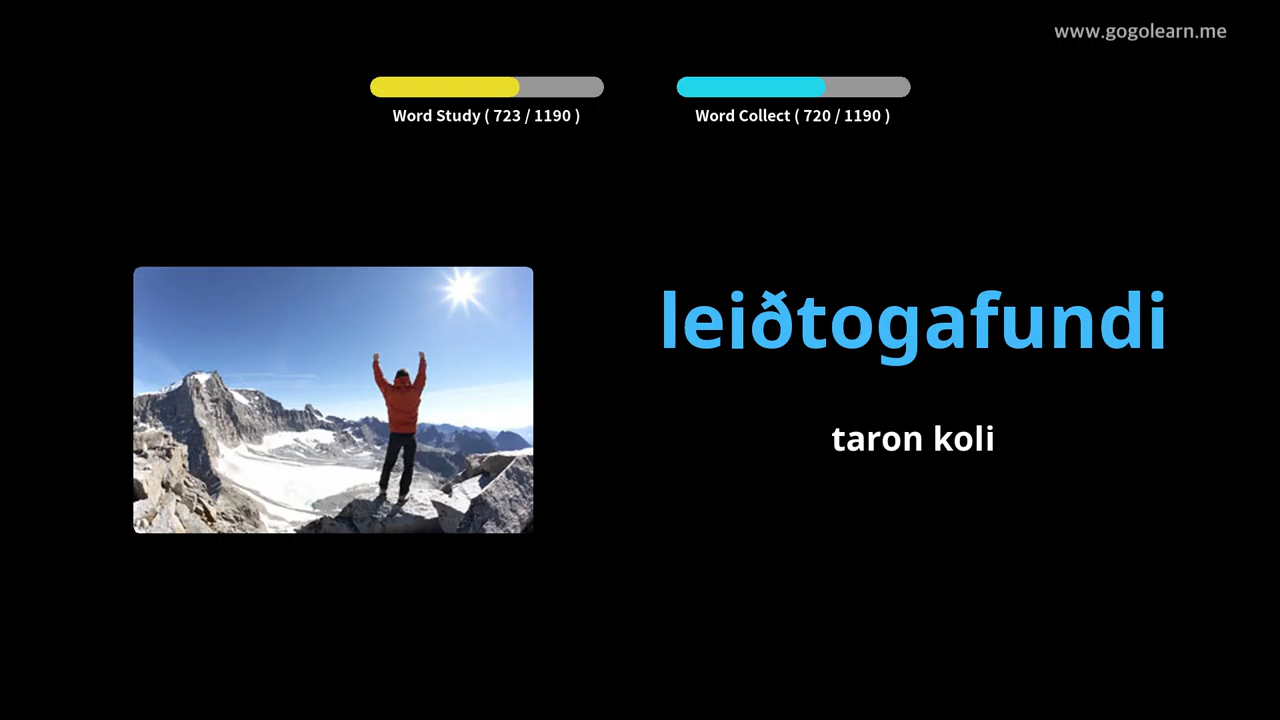 www.gogolearn.me
Word Study ( 723 / 1190 )
Word Collect ( 720 / 1190 )
leiðtogafundi
taron koli